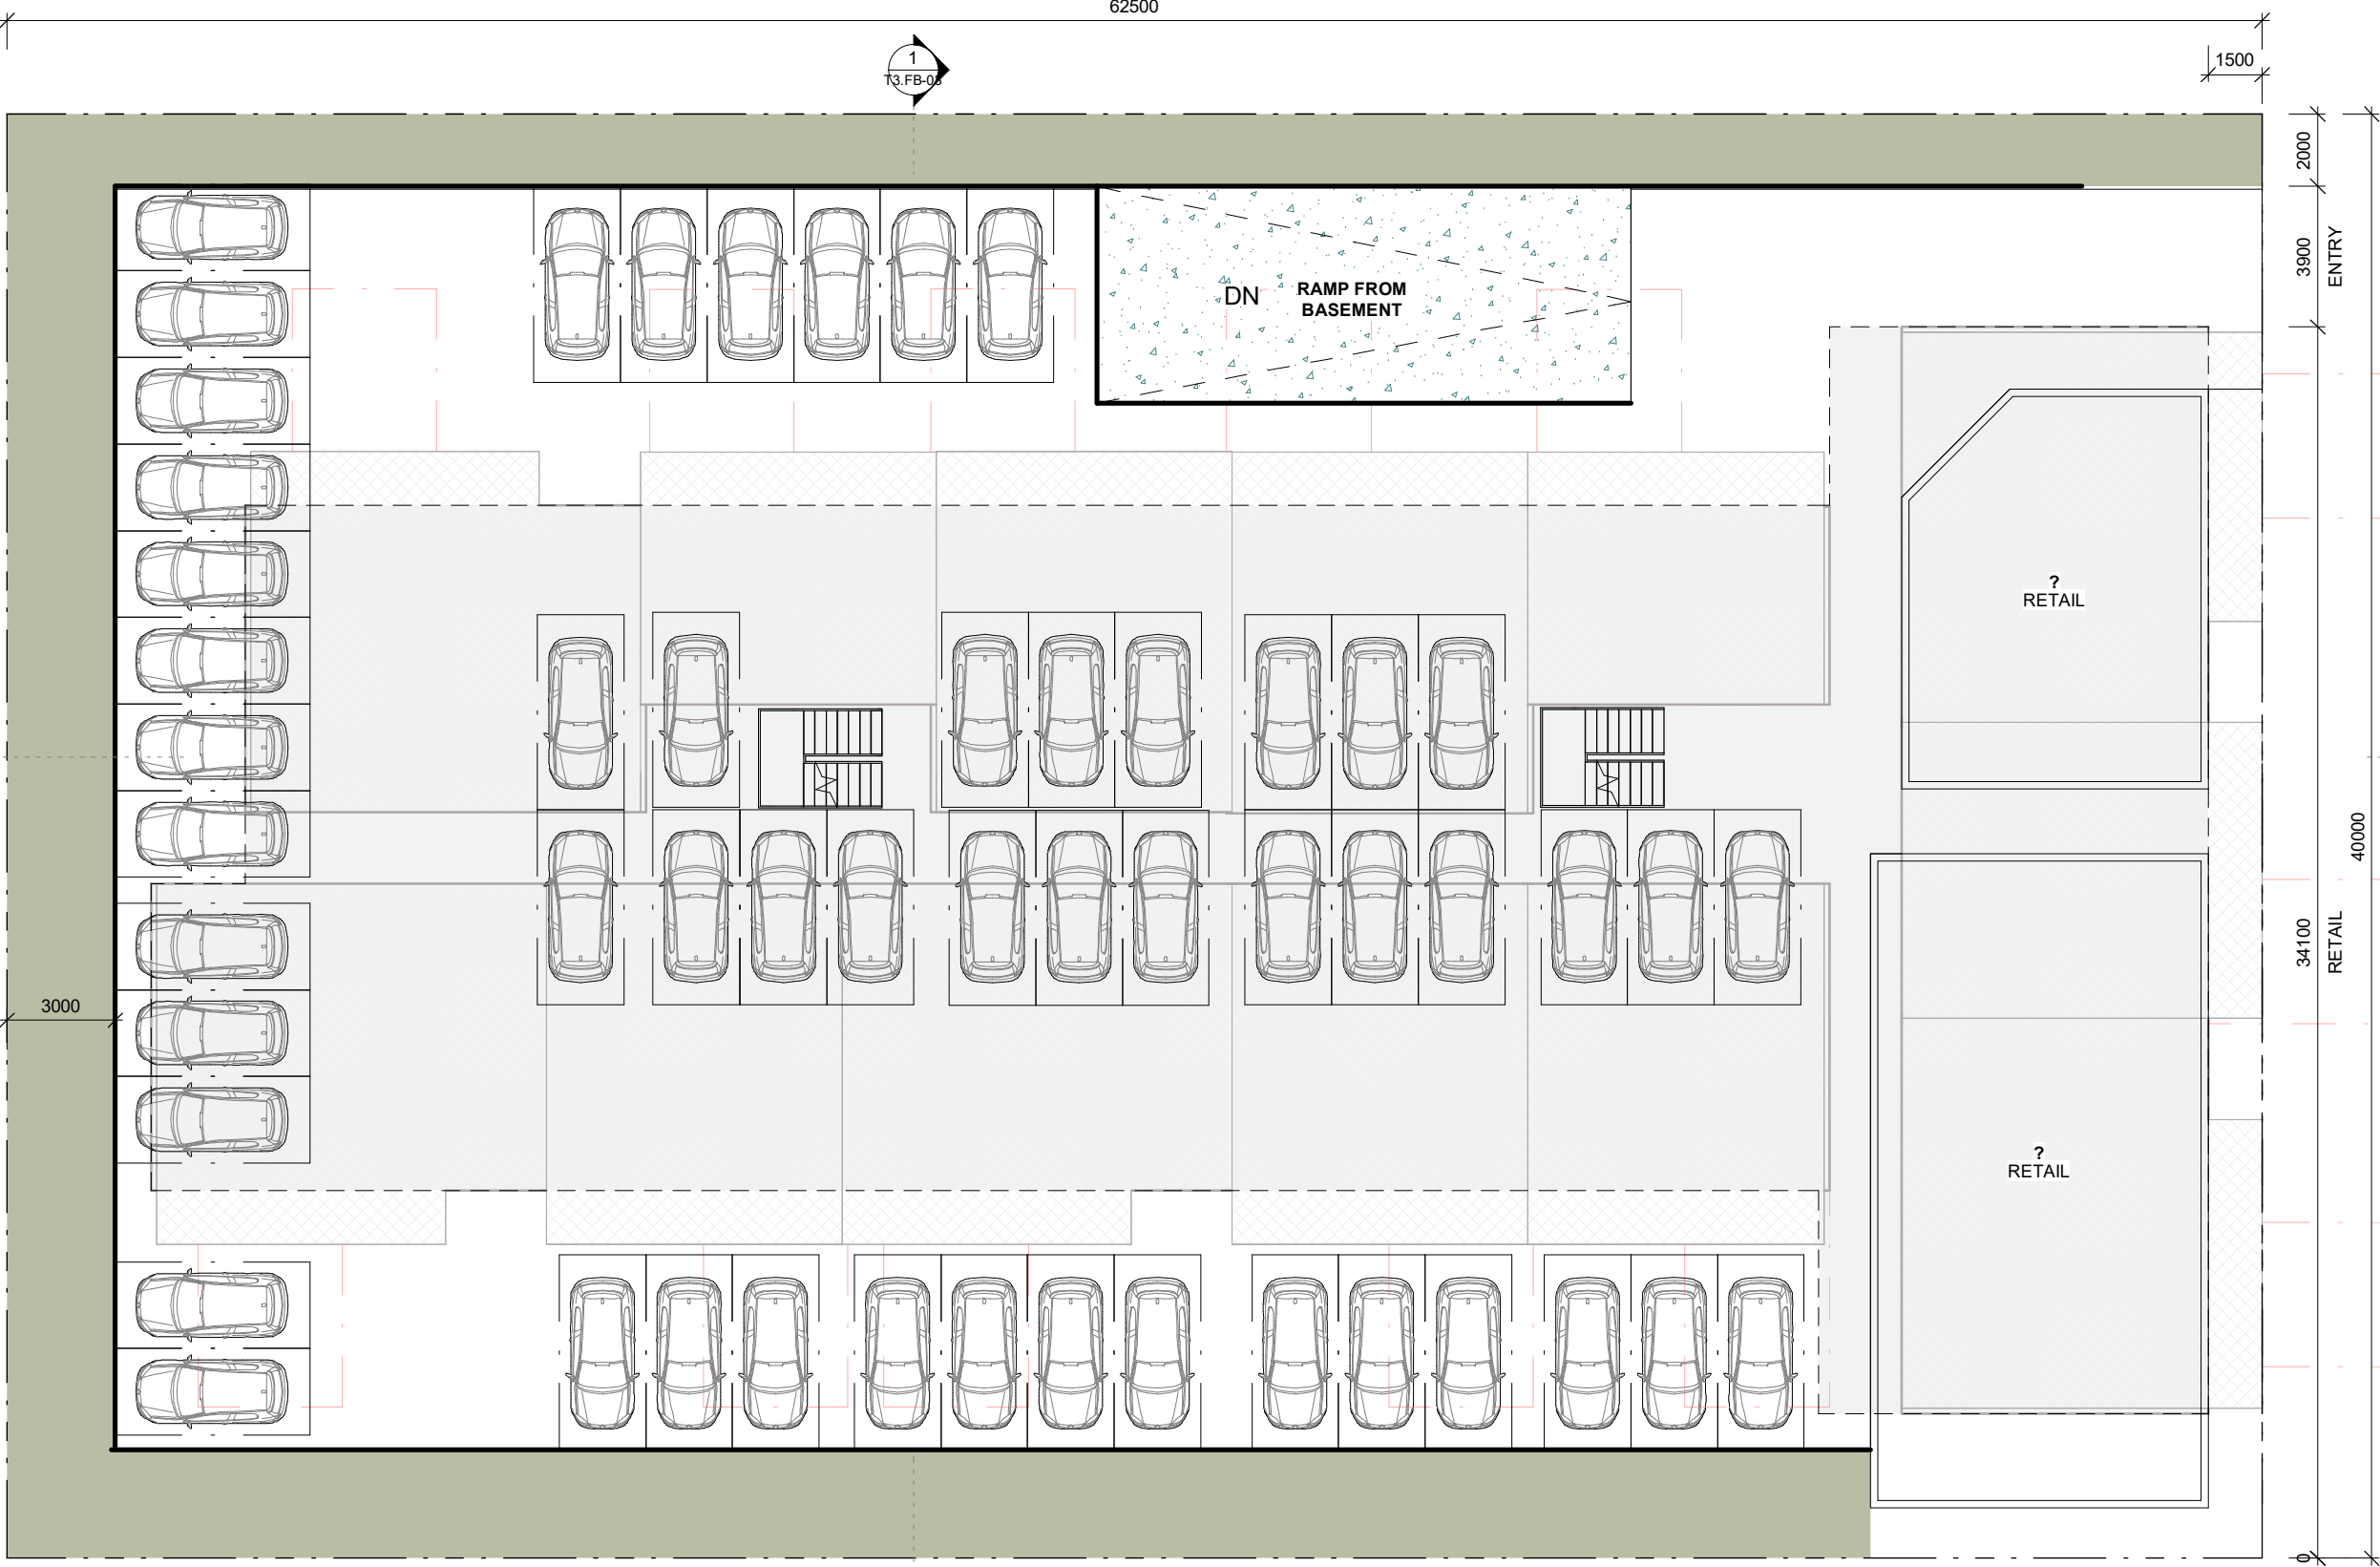 62500
1
T3.FB-03
1500
2000
3900
ENTRY
DN
RAMP FROM
BASEMENT
?
RETAIL
40000
34100
RETAIL
3000
?
RETAIL
0